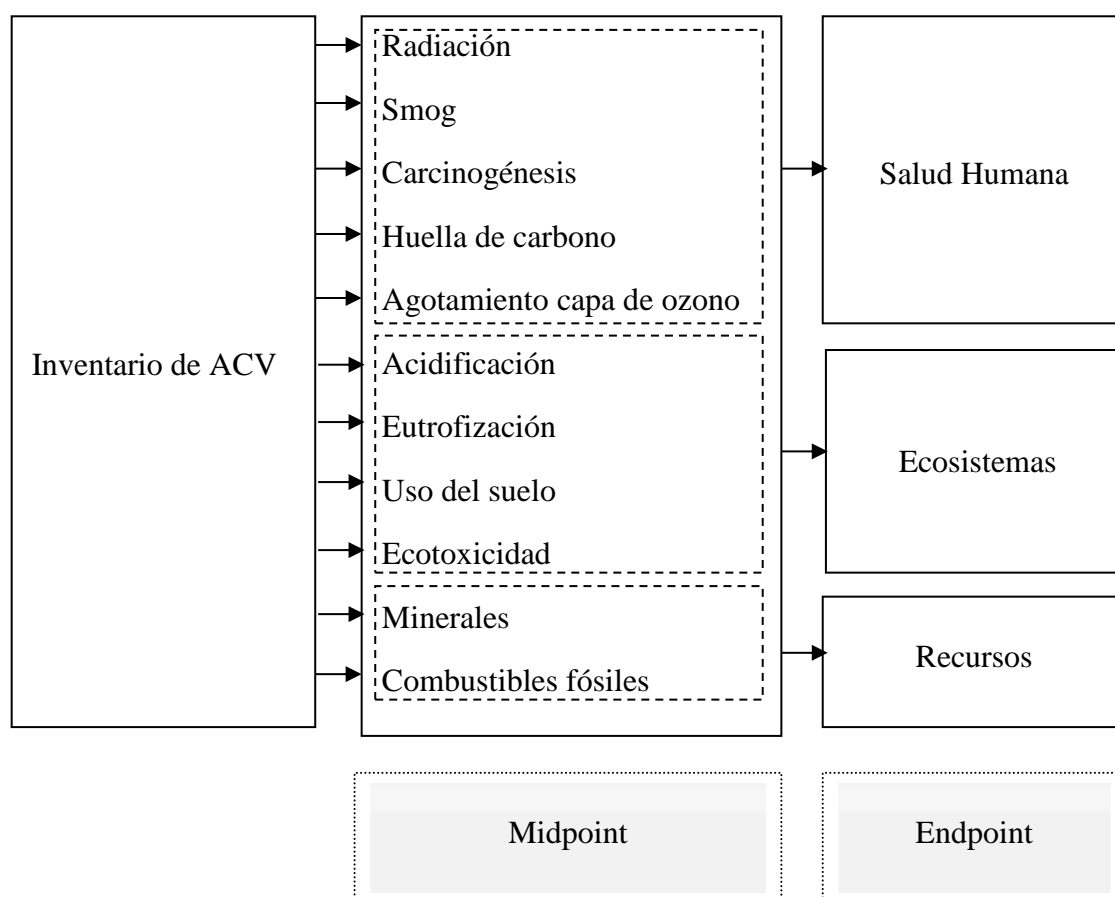 Inventario de ACV
Radiación
Smog
Carcinogénesis
Huella de carbono
Agotamiento capa de ozono
Acidificación
Eutrofización
Uso del suelo
Ecotoxicidad
Minerales
Combustibles fósiles
Salud Humana
Ecosistemas
Recursos
Midpoint
Endpoint